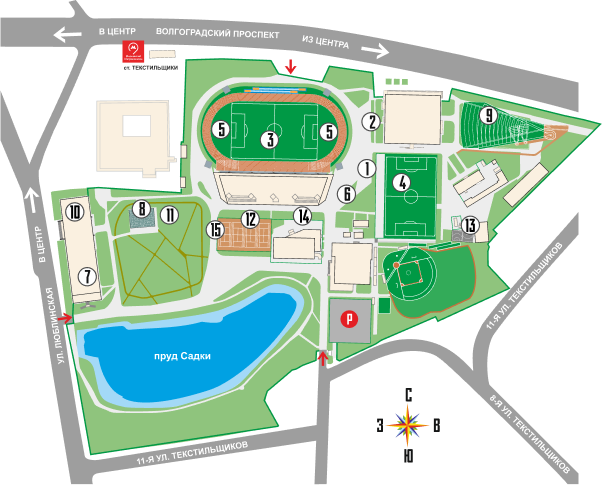 В ЦЕНТР
ВОЛГОГРАДСКИЙ ПРОСПЕКТ
ИЗ ЦЕНТРА
ст. ТЕКСТИЛЬЩИКИ
2
9
5
3
5
1
4
6
10
8
11
12
14
15
13
7
В ЦЕНТР
УЛ. ЛЮБЛИНСКАЯ
P
пруд Садки
11-Я УЛ. ТЕКСТИЛЬЩИКОВ
8-Я УЛ. ТЕКСТИЛЬЩИКОВ
11-Я УЛ. ТЕКСТИЛЬЩИКОВ
С
З
В
Ю